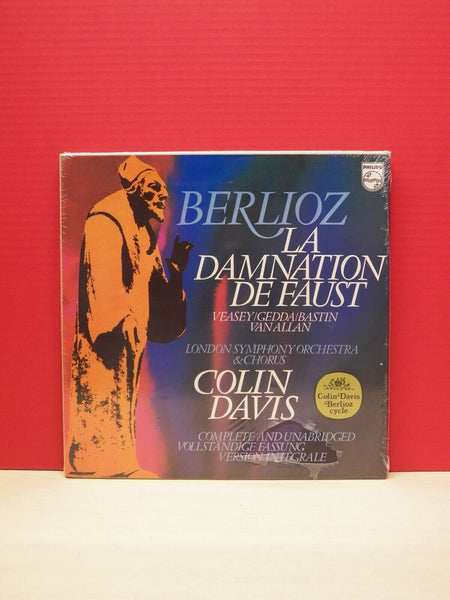 PHILIPS
BERLIOZ
LA
DAMNATION
DE FAUST
VEASEY/GEDDA/BASTIN
VAN ALLAN
LONDON SYMPHONY ORCHESTRA
& CHORUS
COLIN
DAVIS
Colin Davis
Berlioz
cycle
COMPLETE AND UNABRIDGED
VOLLSTÄNDIGE FASSUNG
VERSION INTÉGRALE